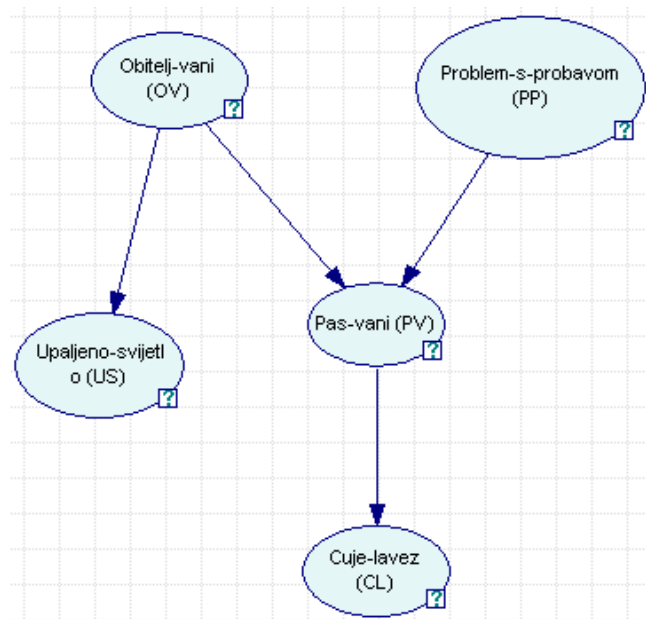 Obitelj-vani
(OV)
?
Problem-s-probavom
(PP)
?
Upaljeno-svijetl
o (US)
?
Pas-vani (PV)
?
Cuje-lavez
(CL)
?